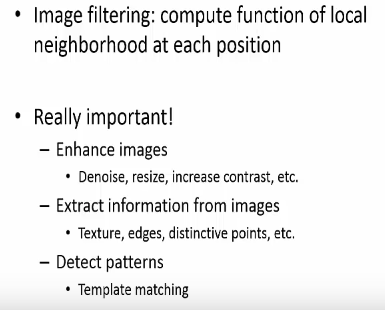 • Image filtering: compute function of local
neighborhood at each position
• Really important!
– Enhance images
• Denoise, resize, increase contrast, etc.
– Extract information from images
• Texture, edges, distinctive points, etc.
– Detect patterns
• Template matching